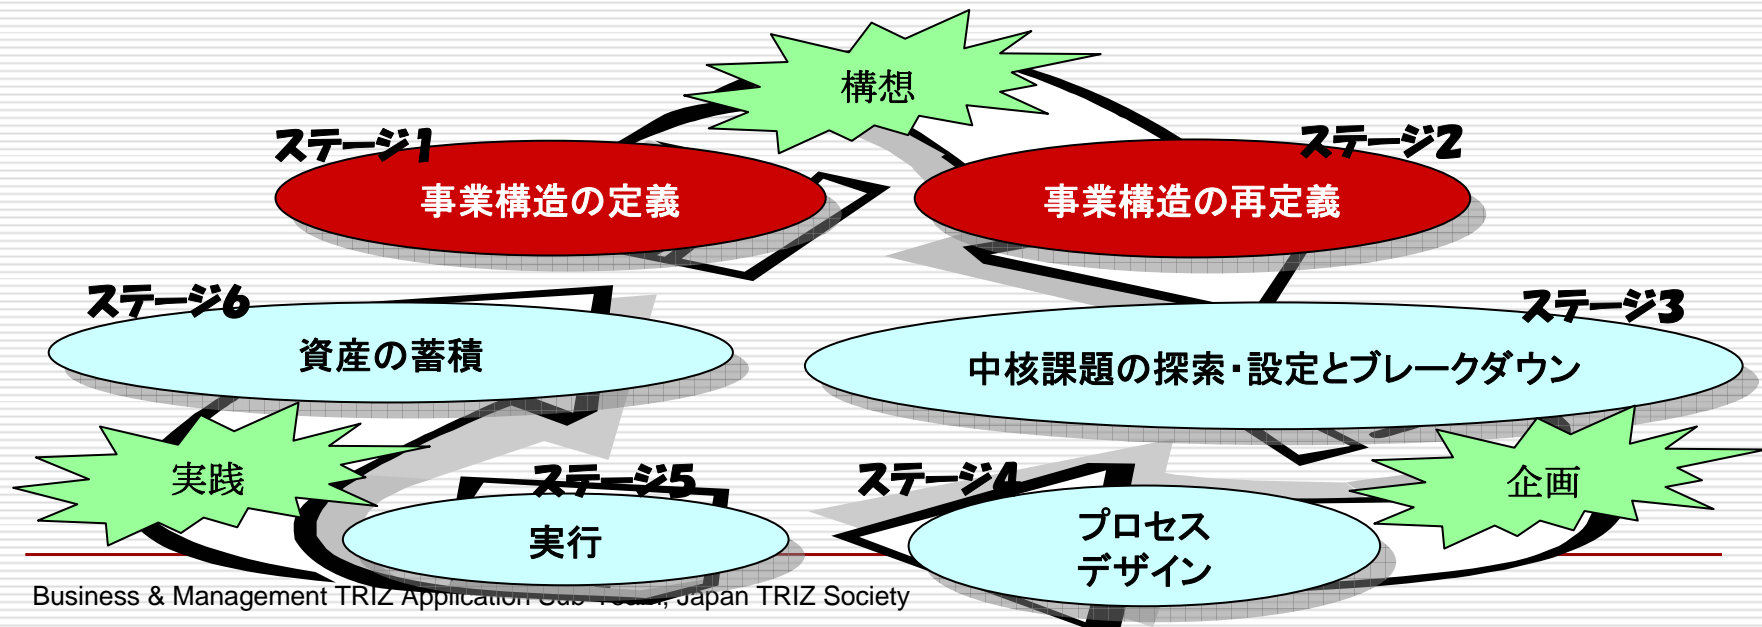 構想
ステージ1
事業構造の定義
ステージ2
事業構造の再定義
ステージ6
資産の蓄積
ステージ3
中核課題の探索・設定とブレークダウン
実践
ステージ5
実行
ステージ4
プロセス
デザイン
企画
Business & Management TRIZ Application Sub-Team, Japan TRIZ Society